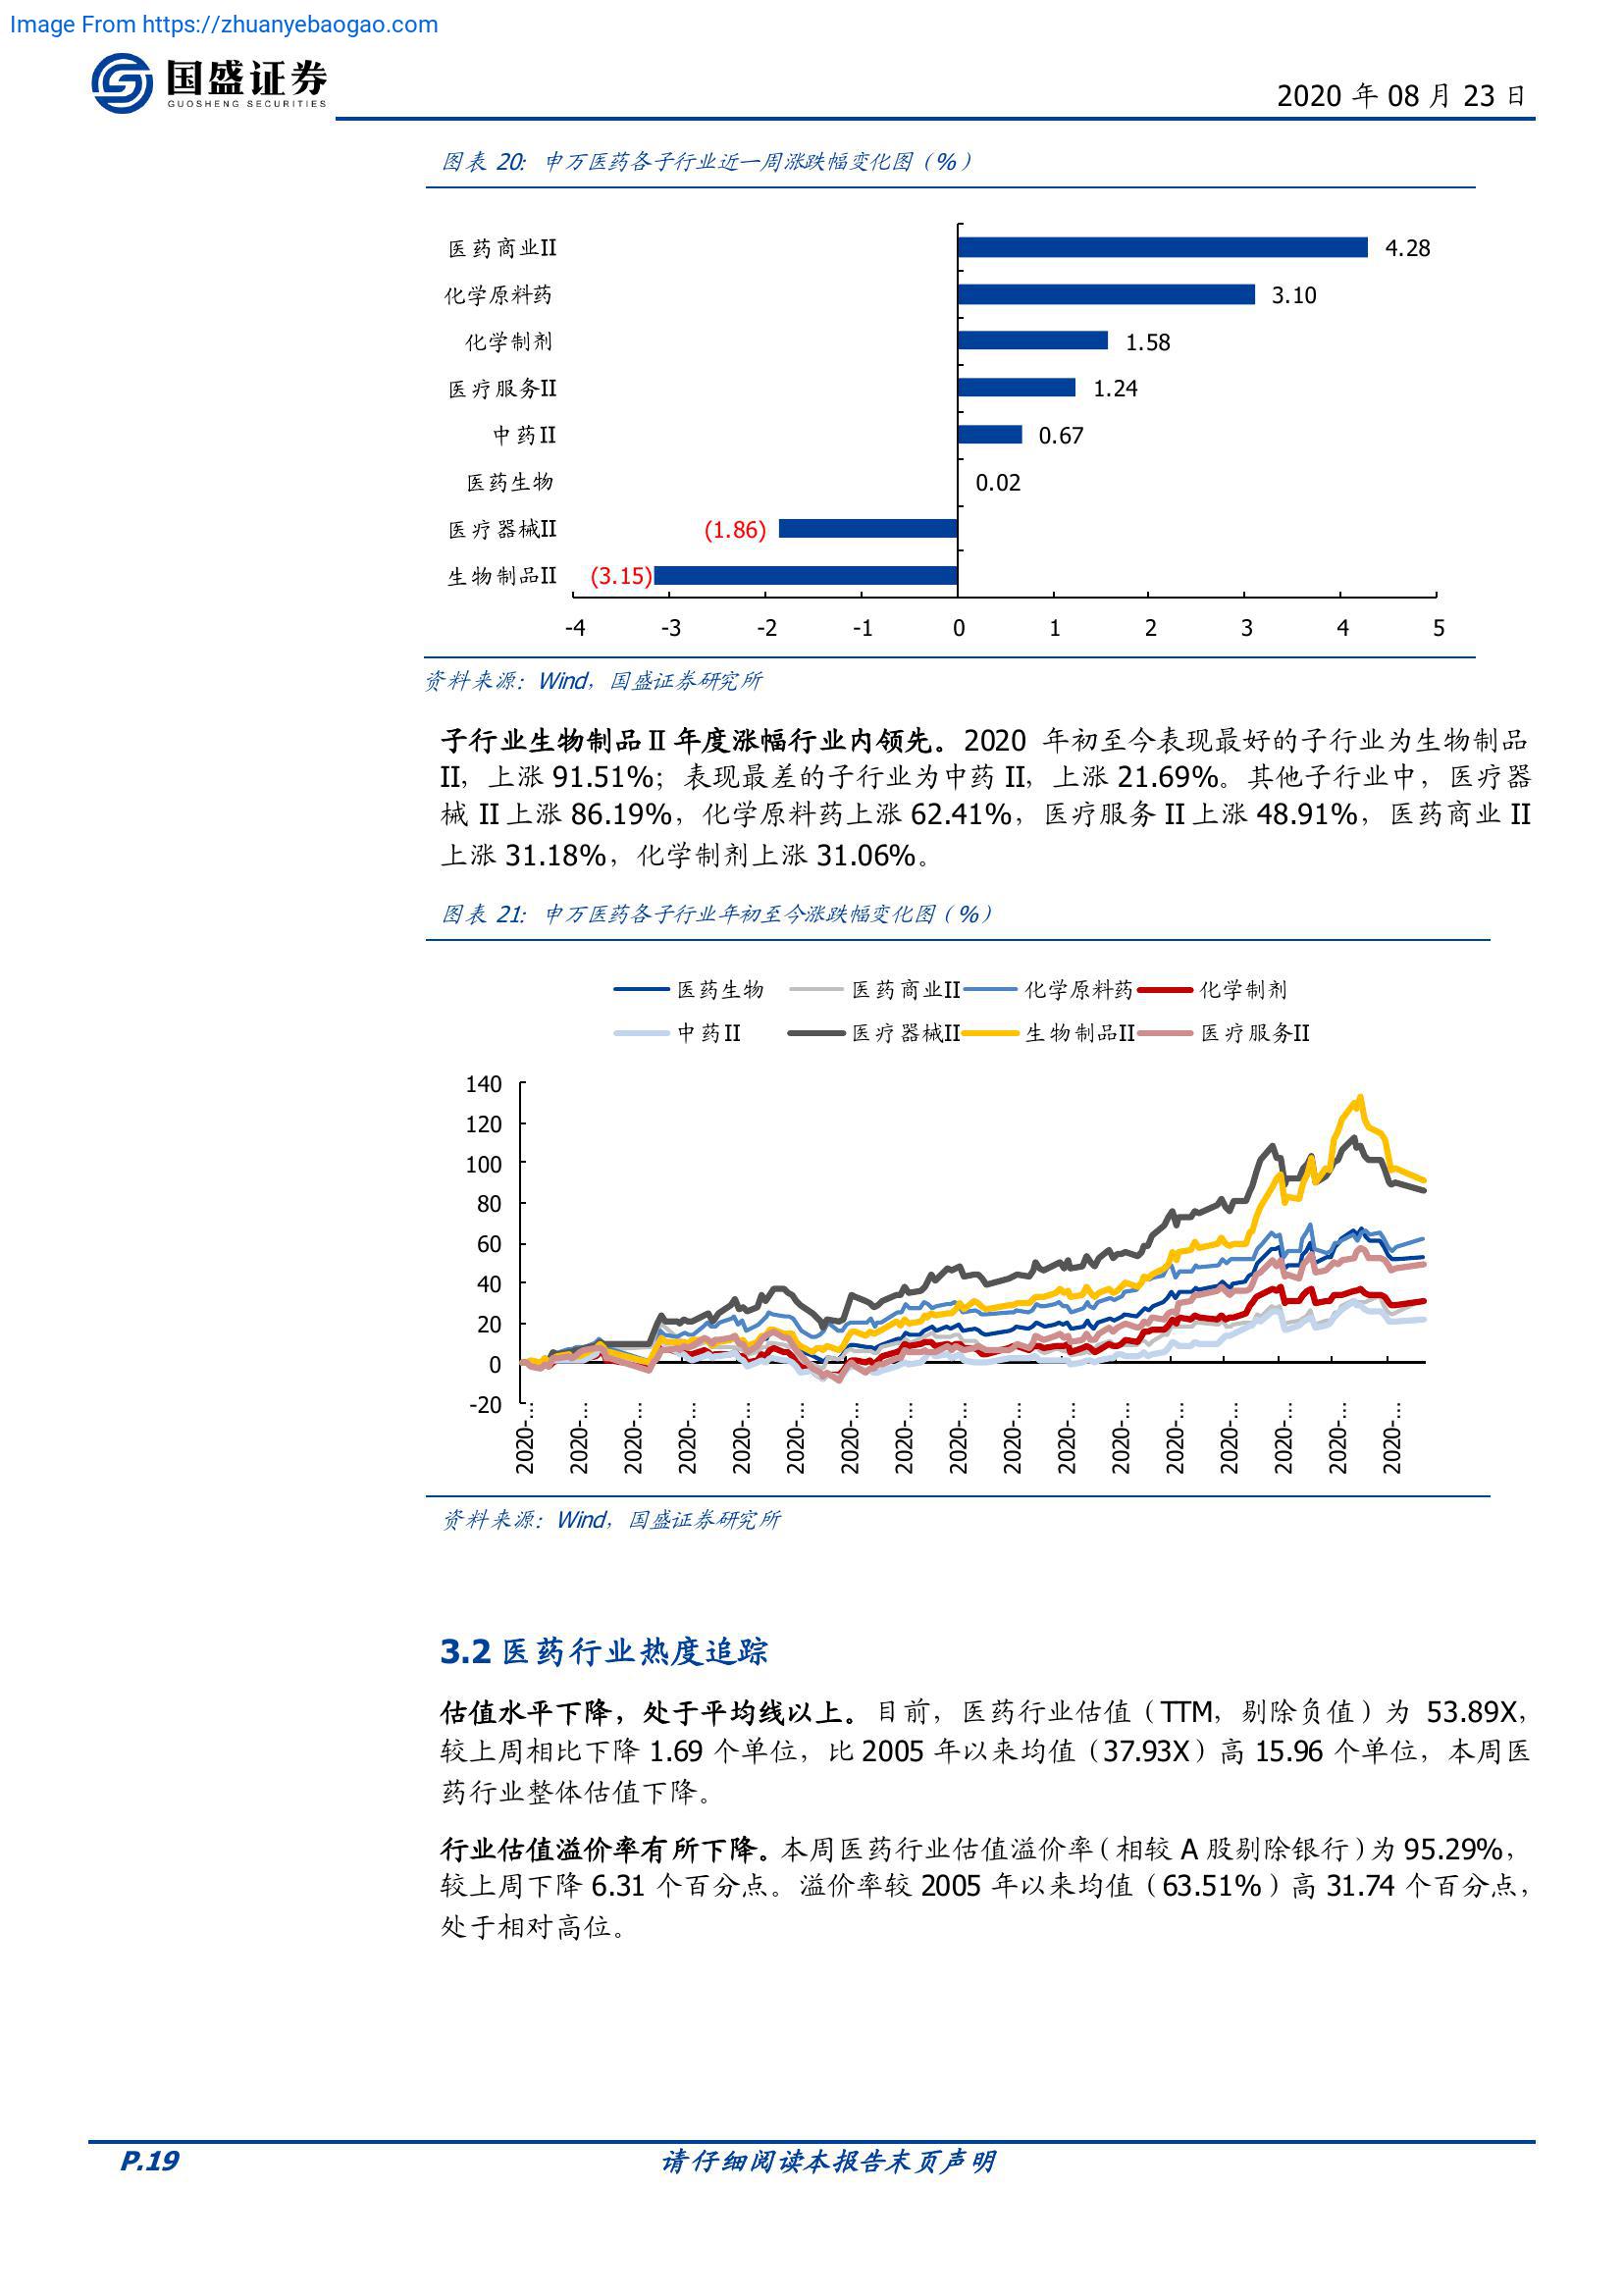 Image From https://zhuanyebaogao.com
国盛证券
GUOSHENG SECURITIES
2020 年 08 月 23 日
图表 20: 申万医药各子行业近一周涨跌幅变化图（%）
医药商业II 4.28
化学原料药 3.10
化学制剂 1.58
医疗服务II 1.24
中药II 0.67
医药生物 0.02
医疗器械II (1.86)
生物制品II (3.15)
-4 -3 -2 -1 0 1 2 3 4 5
资料来源：Wind，国盛证券研究所
子行业生物制品 II 年度涨幅行业内领先。2020 年初至今表现最好的子行业为生物制品
II，上涨 91.51%；表现最差的子行业为中药 II，上涨 21.69%。其他子行业中，医疗器
械 II 上涨 86.19%，化学原料药上涨 62.41%，医疗服务 II 上涨 48.91%，医药商业 II
上涨 31.18%，化学制剂上涨 31.06%。
图表 21: 申万医药各子行业年初至今涨跌幅变化图（%）
医药生物 医药商业II 化学原料药 化学制剂
中药II 医疗器械II 生物制品II 医疗服务II
140
120
100
80
60
40
20
0
-20
2020-... 2020-... 2020-... 2020-... 2020-... 2020-... 2020-... 2020-... 2020-... 2020-... 2020-... 2020-... 2020-... 2020-... 2020-... 2020-... 2020-...
资料来源：Wind，国盛证券研究所
3.2 医药行业热度追踪
估值水平下降，处于平均线以上。目前，医药行业估值（TTM，剔除负值）为 53.89X，
较上周相比下降 1.69 个单位，比 2005 年以来均值（37.93X）高 15.96 个单位，本周医
药行业整体估值下降。
行业估值溢价率有所下降。本周医药行业估值溢价率（相较 A 股剔除银行）为 95.29%，
较上周下降 6.31 个百分点。溢价率较 2005 年以来均值（63.51%）高 31.74 个百分点，
处于相对高位。
P.19
请仔细阅读本报告末页声明